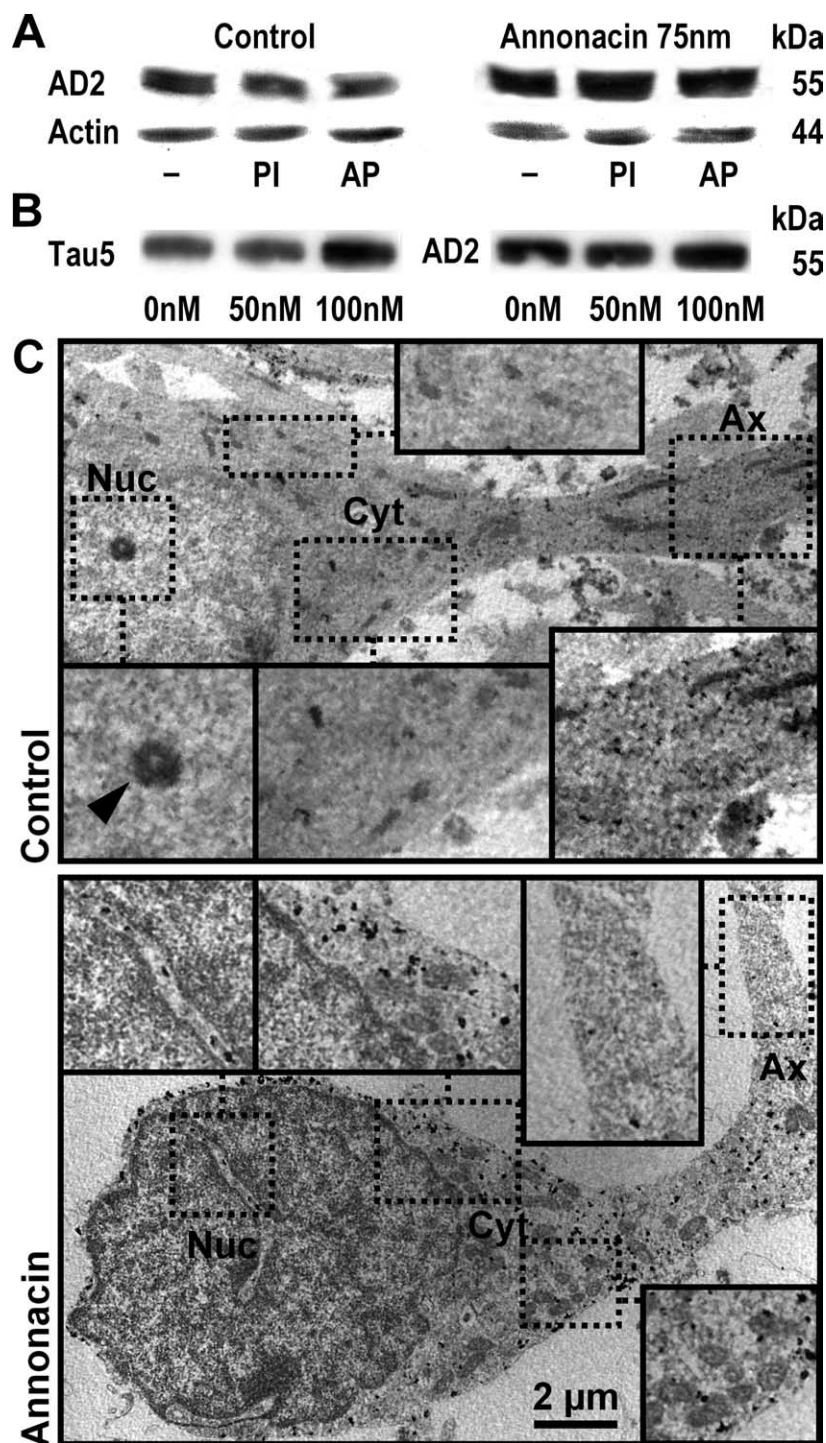 A Control Annonacin 75nm kDa
AD2 55
Actin 44
– PI AP – PI AP
B kDa
Tau5 AD2 55
0nM 50nM 100nM 0nM 50nM 100nM
C
Ax
Nuc
Cyt
Control
Ax
Nuc
Cyt
Annonacin
2 µm